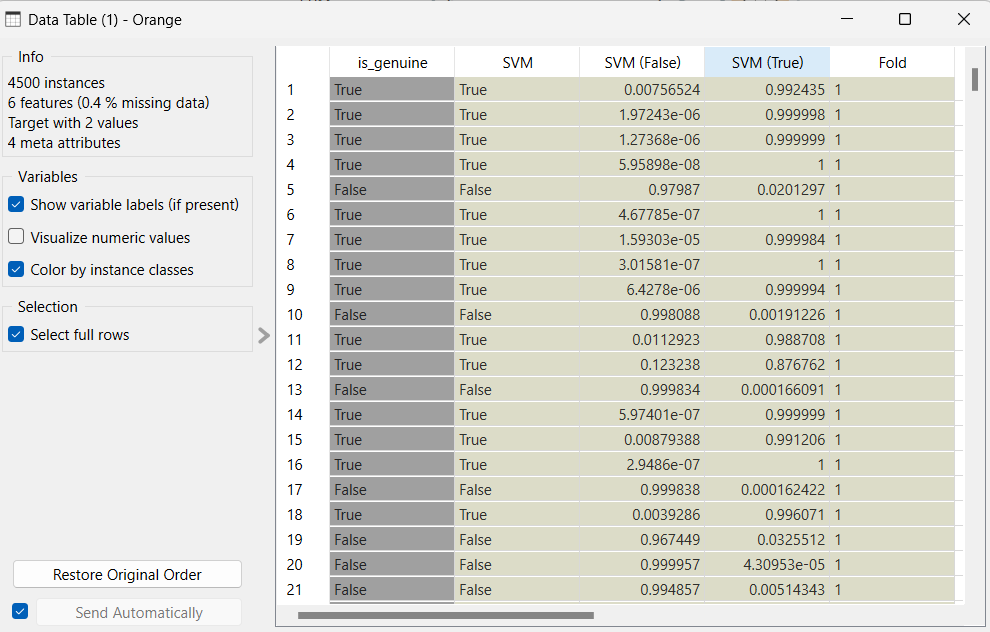 Data Table (1) - Orange
Info
4500 instances
6 features (0.4 % missing data)
Target with 2 values
4 meta attributes
Variables
Show variable labels (if present)
Visualize numeric values
Color by instance classes
Selection
Select full rows
Restore Original Order
Send Automatically
is_genuine SVM SVM (False) SVM (True) Fold
1 True True 0.00756524 0.992435 1
2 True True 1.97243e-06 0.999998 1
3 True True 1.27368e-06 0.999999 1
4 True True 5.95898e-08 1 1
5 False False 0.97987 0.0201297 1
6 True True 4.67785e-07 1 1
7 True True 1.59303e-05 0.999984 1
8 True True 3.01581e-07 1 1
9 True True 6.4278e-06 0.999994 1
10 False False 0.998088 0.00191226 1
11 True True 0.0112923 0.988708 1
12 True True 0.123238 0.876762 1
13 False False 0.999834 0.000166091 1
14 True True 5.97401e-07 0.999999 1
15 True True 0.00879388 0.991206 1
16 True True 2.9486e-07 1 1
17 False False 0.999838 0.000162422 1
18 True True 0.0039286 0.996071 1
19 False False 0.967449 0.0325512 1
20 False False 0.999957 4.30953e-05 1
21 False False 0.994857 0.00514343 1